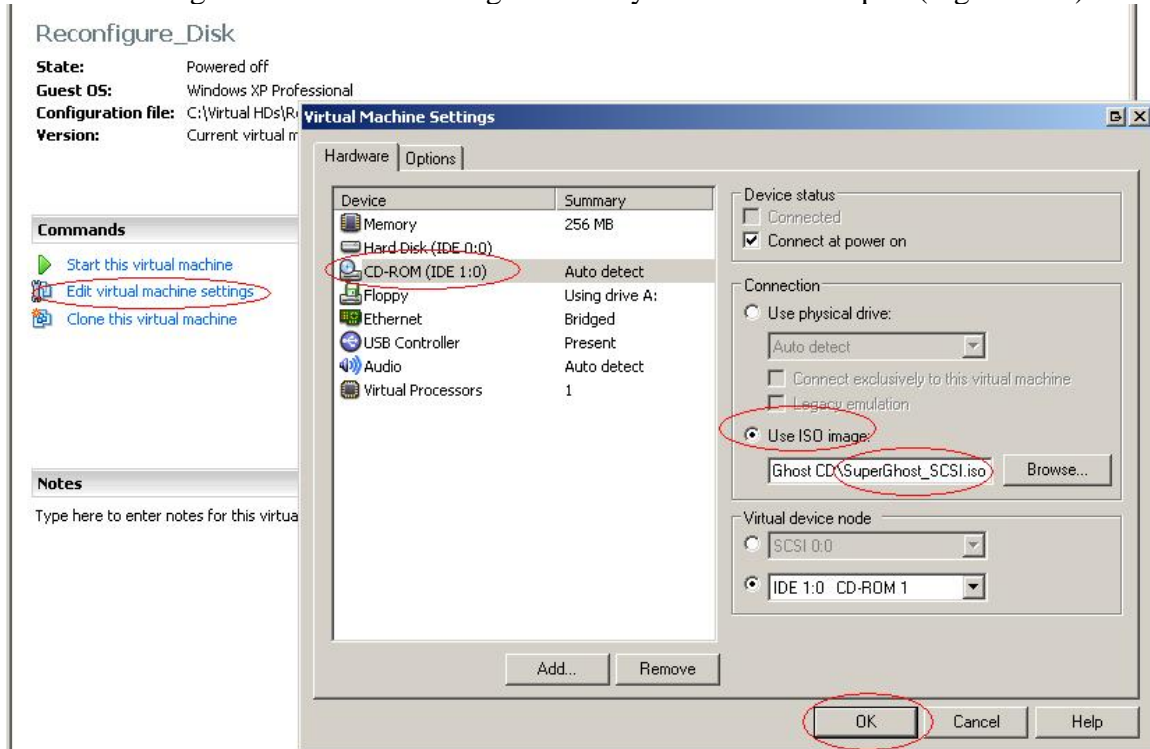 Reconfigure_Disk
State: Powered off
Guest OS: Windows XP Professional
Configuration file: C:\Virtual HDs\R
Version: Current virtual m
Commands
Start this virtual machine
Edit virtual machine settings
Clone this virtual machine
Notes
Type here to enter notes for this virtua
Virtual Machine Settings
Hardware Options
Device Summary
Memory 256 MB
Hard Disk (IDE 0:0)
CD-ROM (IDE 1:0) Auto detect
Floppy Using drive A:
Ethernet Bridged
USB Controller Present
Audio Auto detect
Virtual Processors 1
Add... Remove
Device status
Connected
Connect at power on
Connection
Use physical drive:
Auto detect
Connect exclusively to this virtual machine
Legacy emulation
Use ISO image:
Ghost CD\SuperGhost_SCSI.iso Browse...
Virtual device node
SCSI 0:0
IDE 1:0 CD-ROM 1
OK Cancel Help